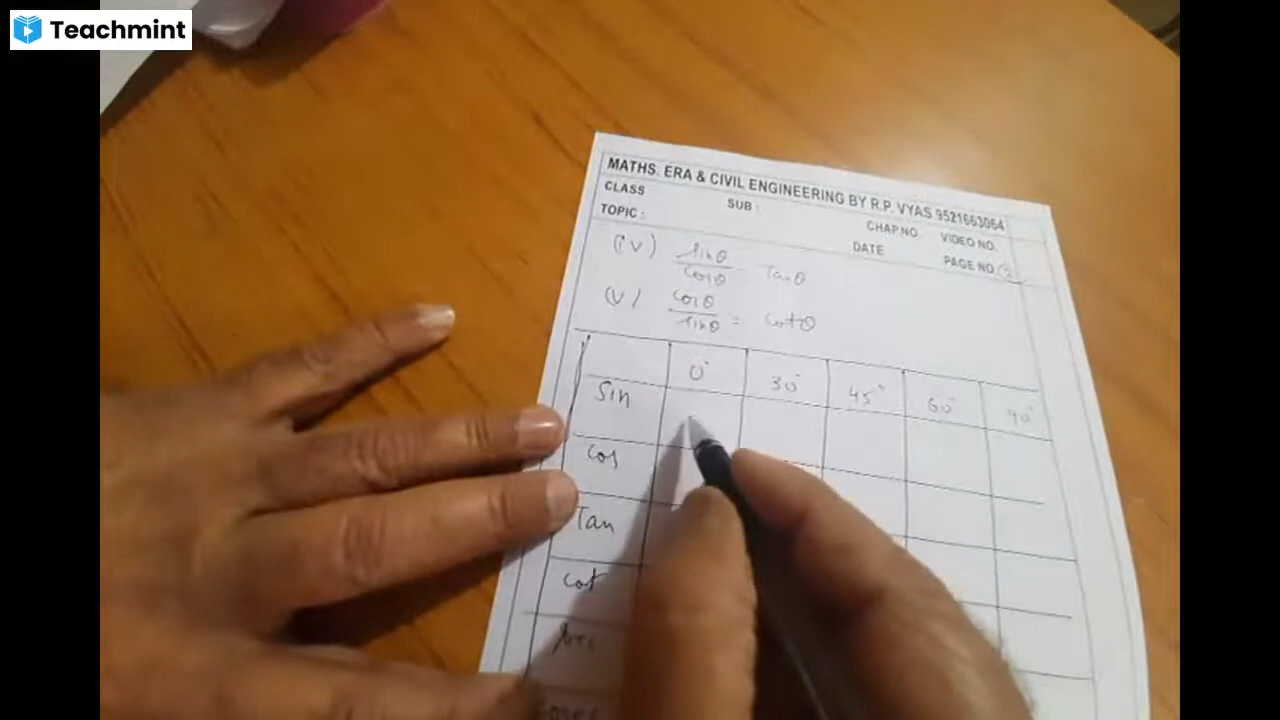 Teachmint
MATHS. ERA & CIVIL ENGINEERING BY R.P. VYAS 9521663064
CLASS SUB : CHAP NO. VIDEO NO.
TOPIC : DATE PAGE NO.
(iv) sinθ
cosθ Tanθ
(v) cosθ
sinθ = cotθ
0° 30° 45° 60° 90°
Sin
cos
Tan
cot